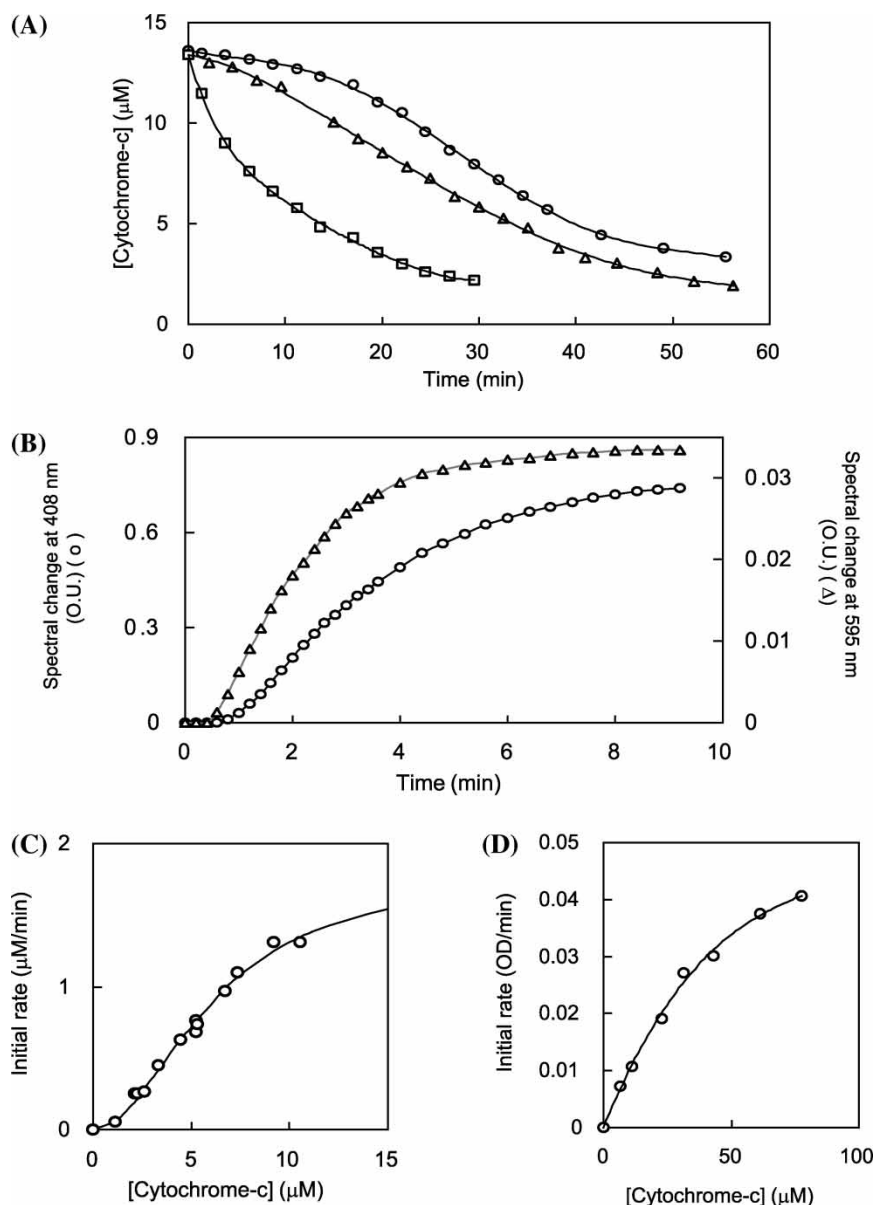 (A)
15
10
5
0
[Cytochrome-c] (µM)
0 10 20 30 40 50 60
Time (min)
(B)
0.9
0.6
0.3
0
Spectral change at 408 nm
(O.U.) ( o )
0.03
0.02
0.01
0
Spectral change at 595 nm
(O.U.) ( Δ )
0 2 4 6 8 10
Time (min)
(C)
2
1
0
Initial rate (µM/min)
0 5 10 15
[Cytochrome-c] (µM)
(D)
0.05
0.04
0.03
0.02
0.01
0
Initial rate (OD/min)
0 50 100
[Cytochrome-c] (µM)